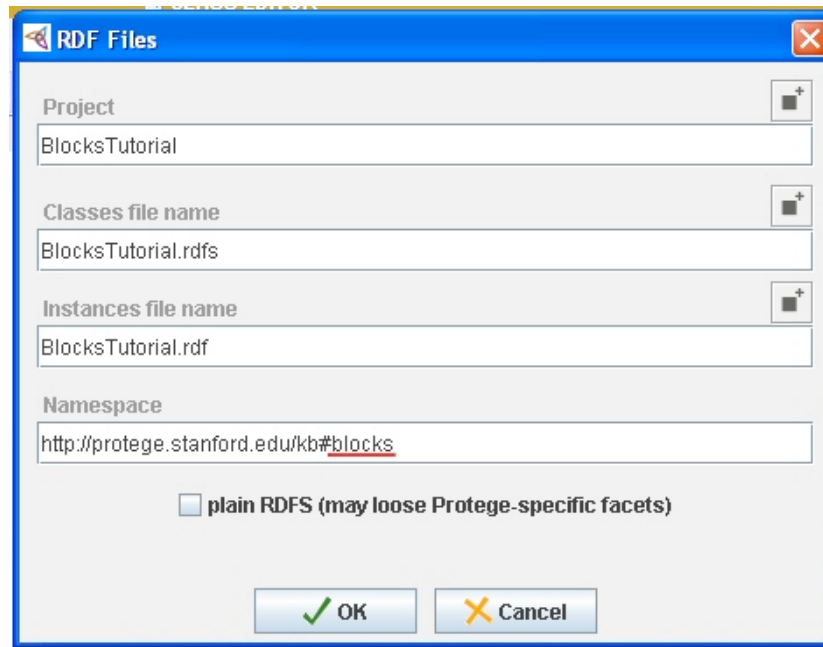 RDF Files
Project
BlocksTutorial
Classes file name
BlocksTutorial.rdfs
Instances file name
BlocksTutorial.rdf
Namespace
http://protege.stanford.edu/kb#blocks
plain RDFS (may loose Protege-specific facets)
OK
Cancel